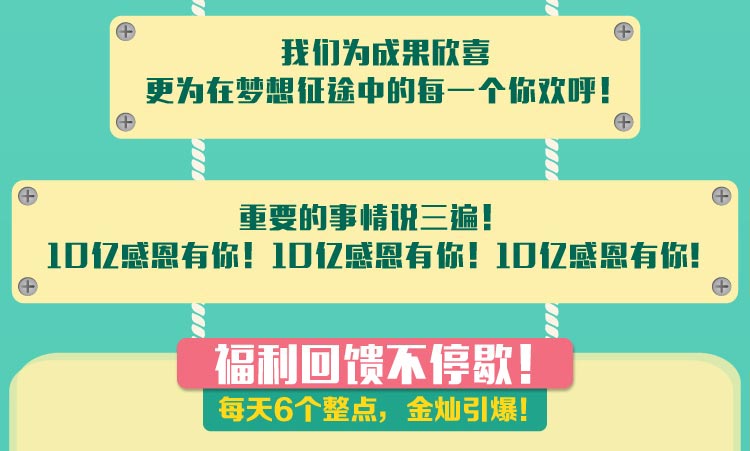 我们为成果欣喜
更为在梦想征途中的每一个你欢呼！
重要的事情说三遍！
10亿感恩有你！10亿感恩有你！10亿感恩有你！
福利回馈不停歇！
每天6个整点，金灿引爆！